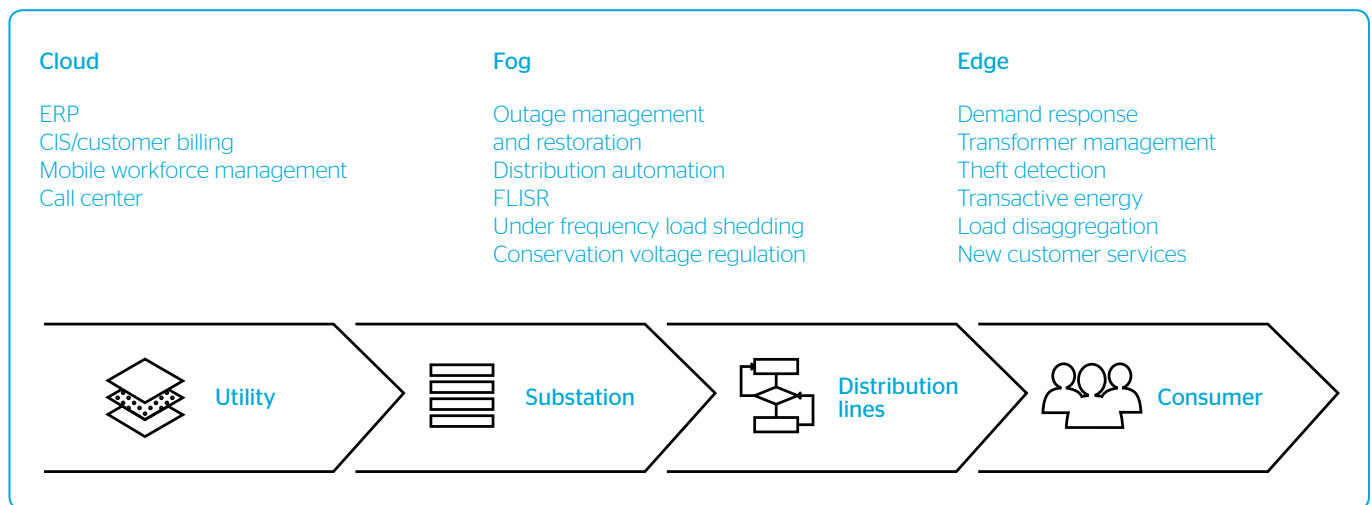 Cloud
ERP
CIS/customer billing
Mobile workforce management
Call center
Fog
Outage management
and restoration
Distribution automation
FLISR
Under frequency load shedding
Conservation voltage regulation
Edge
Demand response
Transformer management
Theft detection
Transactive energy
Load disaggregation
New customer services
Utility
Substation
Distribution
lines
Consumer